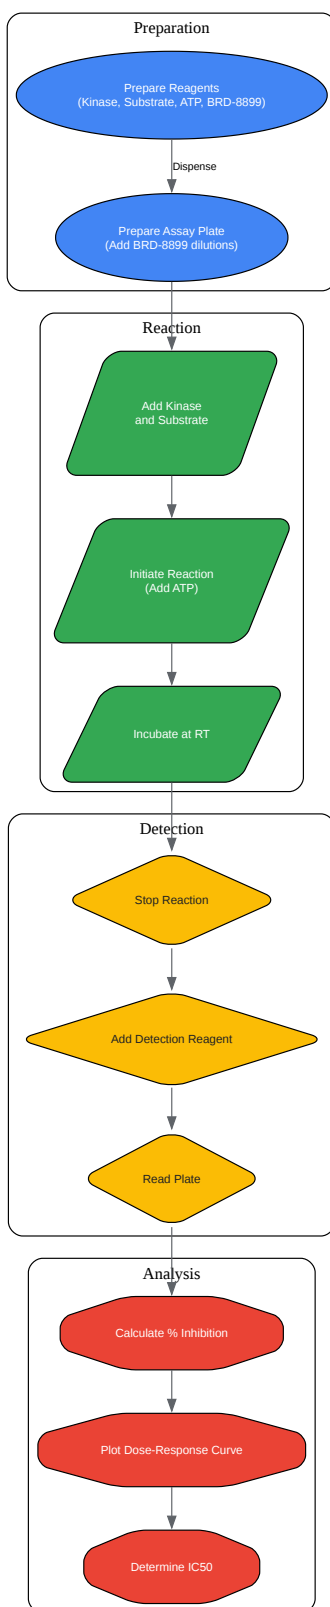 Preparation
Prepare Reagents
(Kinase, Substrate, ATP, BRD-8899)
Dispense
Prepare Assay Plate
(Add BRD-8899 dilutions)
Reaction
Add Kinase
and Substrate
Initiate Reaction
(Add ATP)
Incubate at RT
Detection
Stop Reaction
Add Detection Reagent
Read Plate
Analysis
Calculate % Inhibition
Plot Dose-Response Curve
Determine IC50